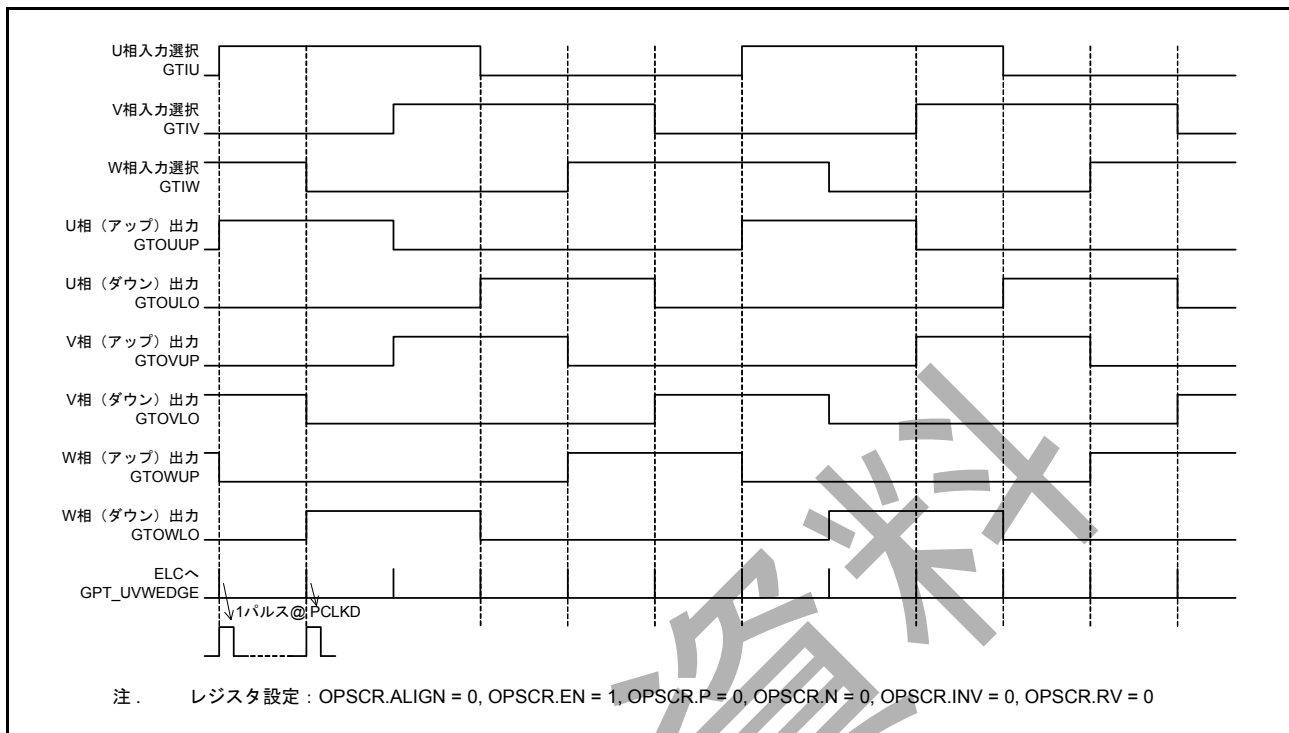 U相入力選択
GTIU
V相入力選択
GTIV
W相入力選択
GTIW
U相（アップ）出力
GTOUUP
U相（ダウン）出力
GTOULO
V相（アップ）出力
GTOVUP
V相（ダウン）出力
GTOVLO
W相（アップ）出力
GTOWUP
W相（ダウン）出力
GTOWLO
ELCへ
GPT_UVWEDGE
1パルス@PCLKD
注． レジスタ設定：OPSCR.ALIGN = 0, OPSCR.EN = 1, OPSCR.P = 0, OPSCR.N = 0, OPSCR.INV = 0, OPSCR.RV = 0
資料